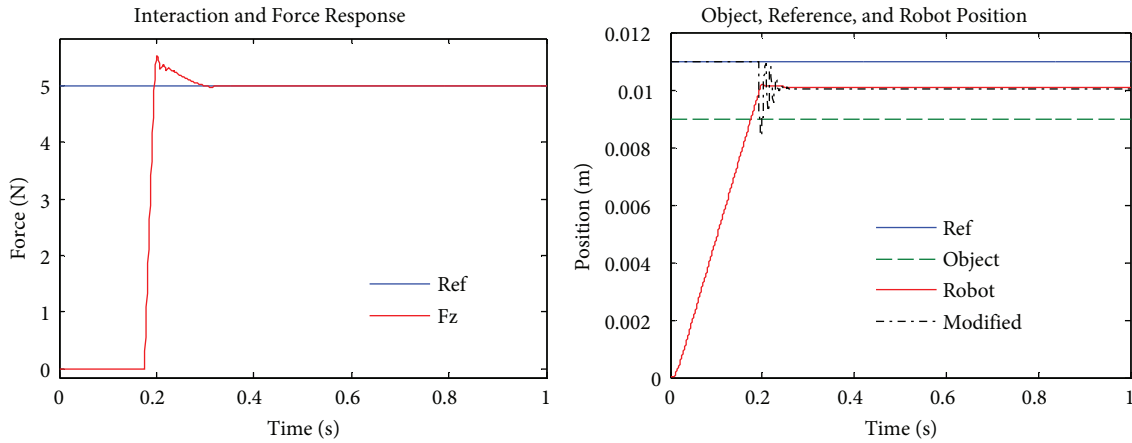 Interaction and Force Response
Force (N)
5
4
3
2
1
0
0
0.2
0.4
0.6
0.8
1
Time (s)
Ref
Fz
Object, Reference, and Robot Position
Position (m)
0.012
0.01
0.008
0.006
0.004
0.002
0
0
0.2
0.4
0.6
0.8
1
Time (s)
Ref
Object
Robot
Modified